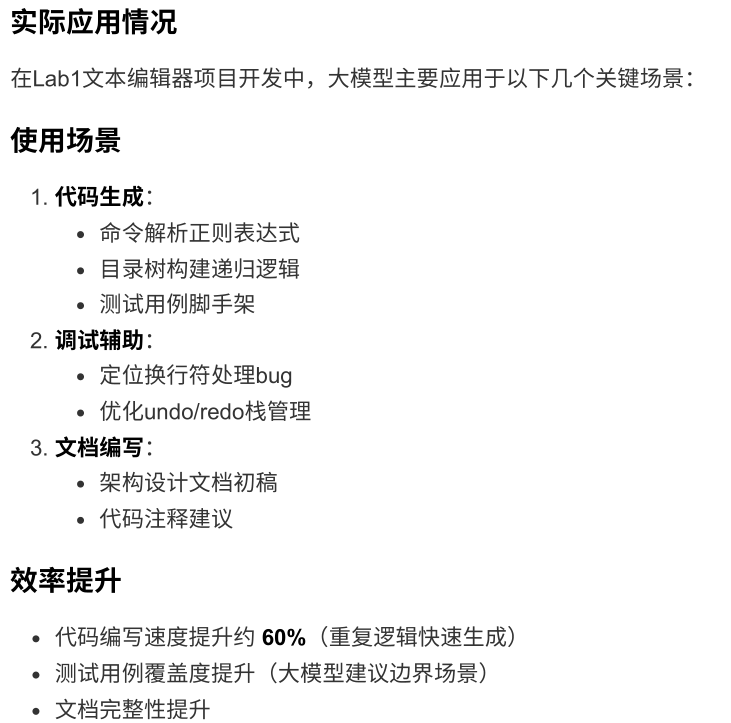 实际应用情况
在Lab1文本编辑器项目开发中，大模型主要应用于以下几个关键场景：
使用场景
1. 代码生成：
• 命令解析正则表达式
• 目录树构建递归逻辑
• 测试用例脚手架
2. 调试辅助：
• 定位换行符处理bug
• 优化undo/redo栈管理
3. 文档编写：
• 架构设计文档初稿
• 代码注释建议
效率提升
• 代码编写速度提升约 60%（重复逻辑快速生成）
• 测试用例覆盖度提升（大模型建议边界场景）
• 文档完整性提升